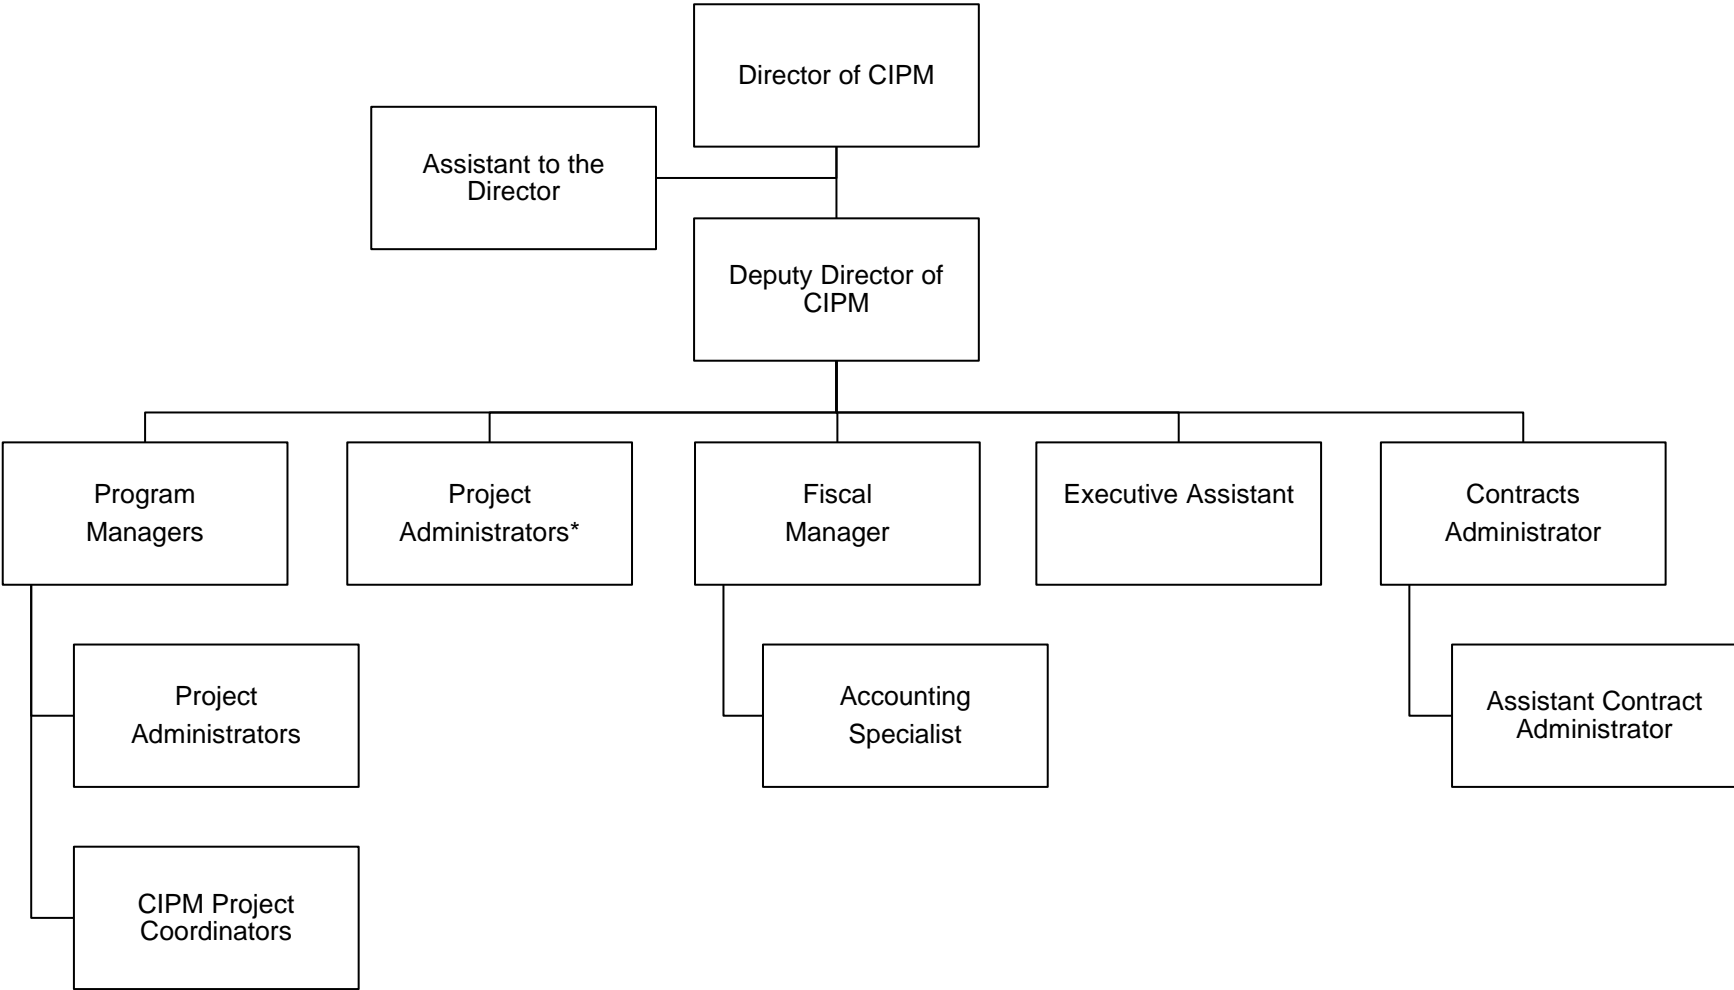 Director of CIPM
Assistant to the
Director
Deputy Director of
CIPM
Program
Managers
Project
Administrators*
Fiscal
Manager
Executive Assistant
Contracts
Administrator
Project
Administrators
Accounting
Specialist
Assistant Contract
Administrator
CIPM Project
Coordinators